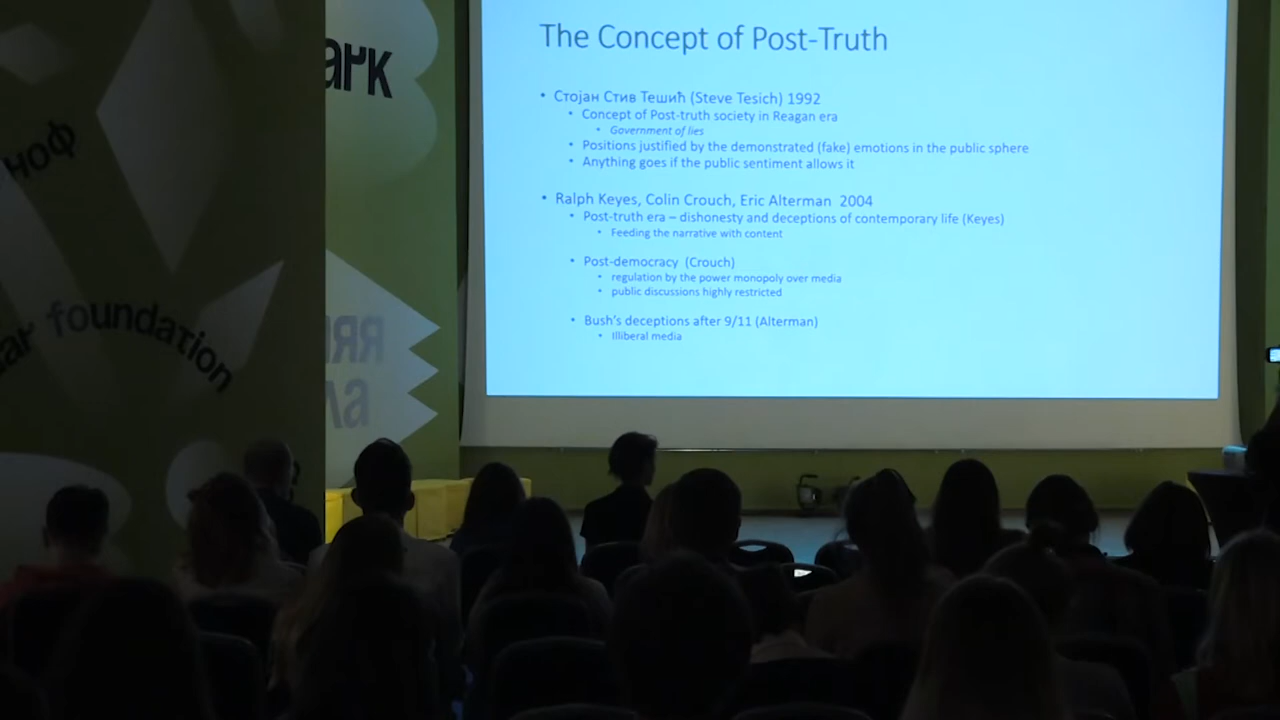 The Concept of Post-Truth
• Стојан Стив Тешић (Steve Tesich) 1992
• Concept of Post-truth society in Reagan era
• Government of lies
• Positions justified by the demonstrated (fake) emotions in the public sphere
• Anything goes if the public sentiment allows it
• Ralph Keyes, Colin Crouch, Eric Alterman 2004
• Post-truth era – dishonesty and deceptions of contemporary life (Keyes)
• Feeding the narrative with content
• Post-democracy (Crouch)
• regulation by the power monopoly over media
• public discussions highly restricted
• Bush's deceptions after 9/11 (Alterman)
• Illiberal media
foundation